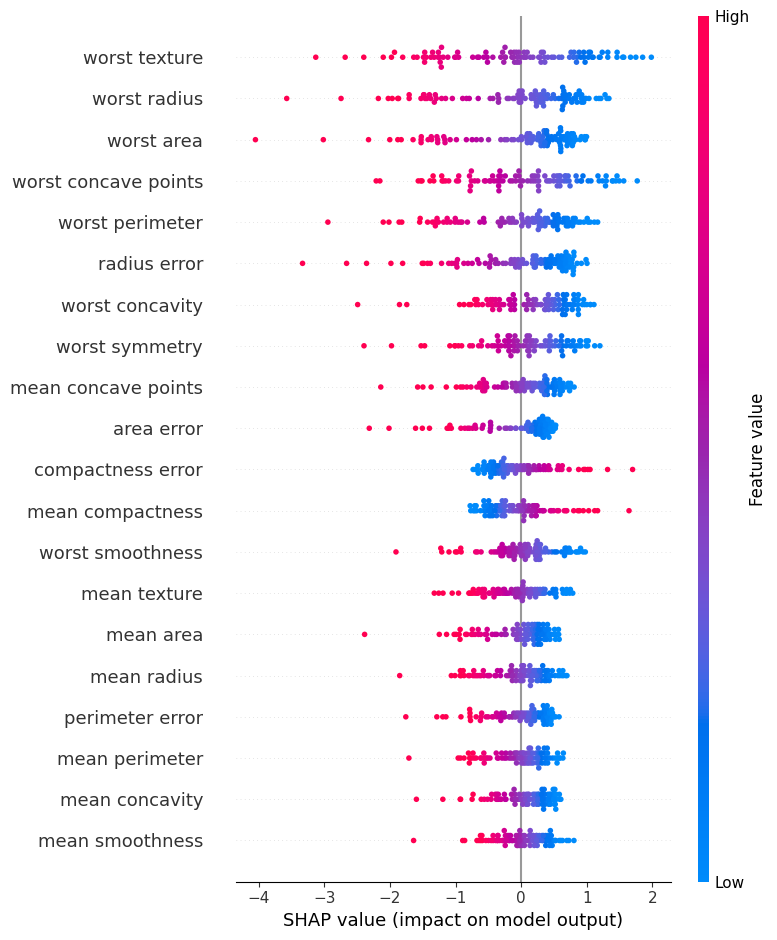 High
worst texture
worst radius
worst area
worst concave points
worst perimeter
radius error
worst concavity
worst symmetry
mean concave points
area error
compactness error
mean compactness
worst smoothness
mean texture
mean area
mean radius
perimeter error
mean perimeter
mean concavity
mean smoothness
Feature value
Low
−4 −3 −2 −1 0 1 2
SHAP value (impact on model output)